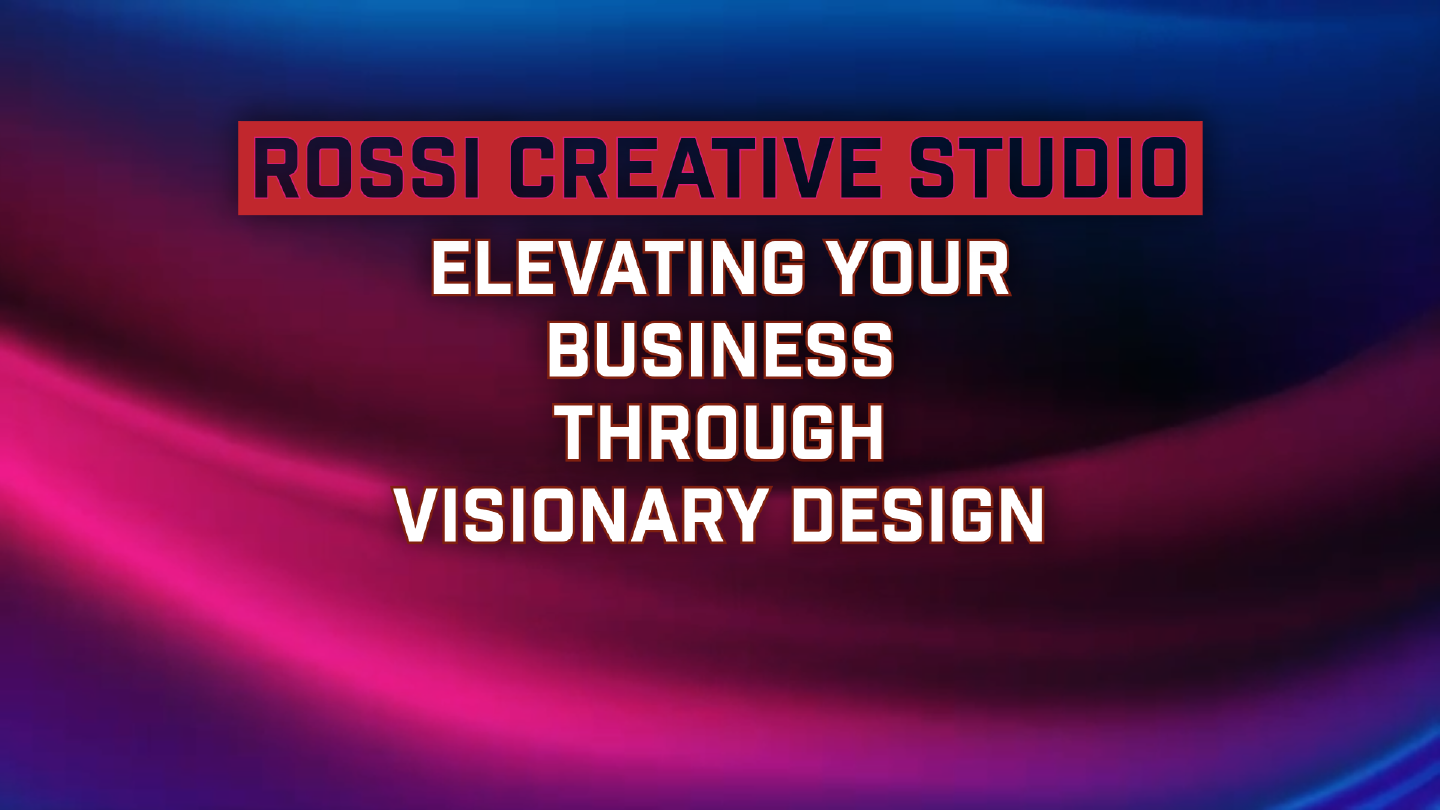 ROSSI CREATIVE STUDIO
ELEVATING YOUR
BUSINESS
THROUGH
VISIONARY DESIGN